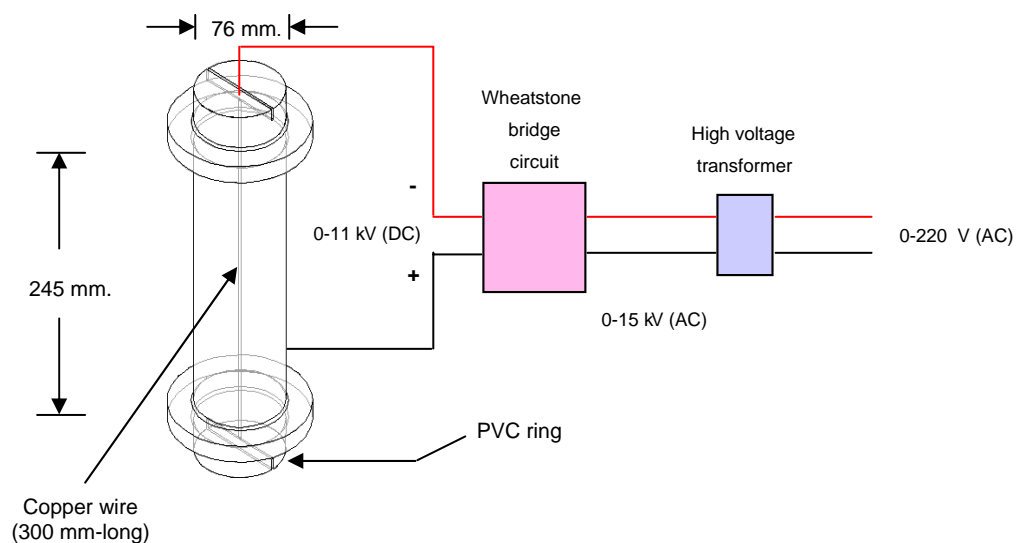 76 mm.
Wheatstone
bridge
circuit
High voltage
transformer
-
0-11 kV (DC)
+
0-220 V (AC)
245 mm.
0-15 kV (AC)
PVC ring
Copper wire
(300 mm-long)